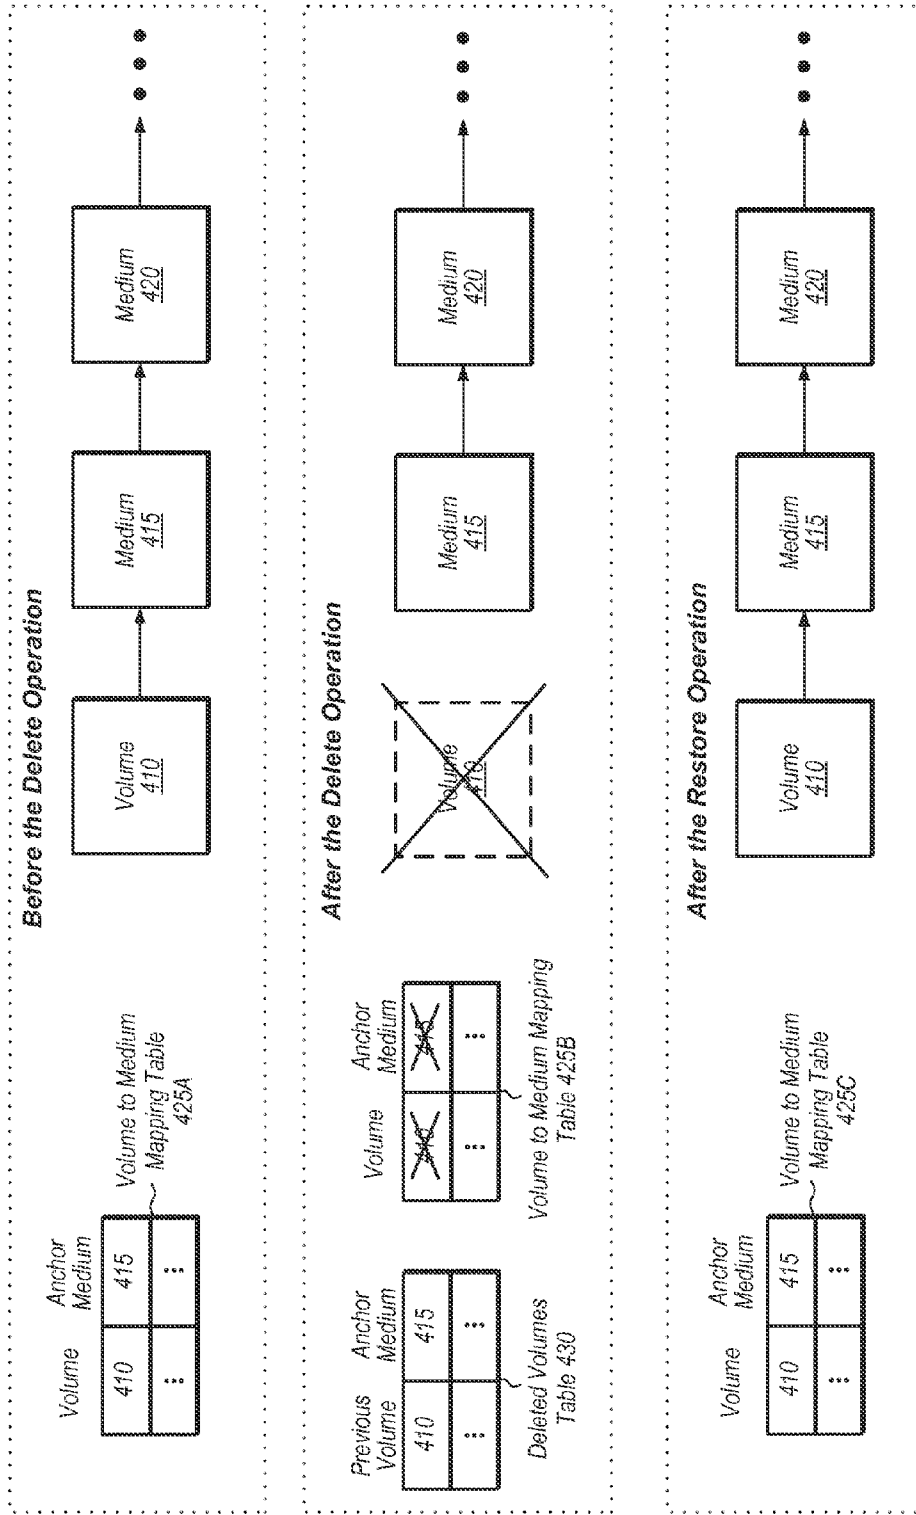 Before the Delete Operation
Volume
Anchor
Medium
410
415
⋮
⋮
Volume to Medium
Mapping Table
425A
Volume
410
Medium
415
Medium
420
After the Delete Operation
Previous
Volume
Anchor
Medium
410
415
⋮
⋮
Deleted Volumes
Table 430
Volume
Anchor
Medium
410
415
⋮
⋮
Volume to Medium Mapping
Table 425B
Volume
410
Medium
415
Medium
420
After the Restore Operation
Volume
Anchor
Medium
410
415
⋮
⋮
Volume to Medium
Mapping Table
425C
Volume
410
Medium
415
Medium
420